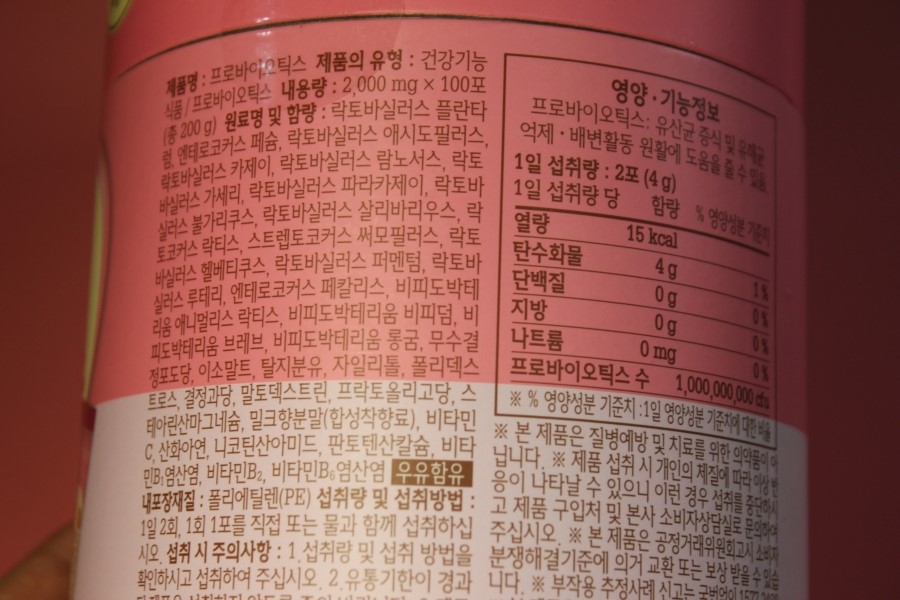 제품명 : 프로바이오틱스 제품의 유형 : 건강기능
식품/프로바이오틱스 내용량 : 2,000 mg × 100포
(총 200 g) 원료명 및 함량 : 락토바실러스 플란타
럼, 엔테로코커스 페슘, 락토바실러스 애시도필러스,
락토바실러스 카제이, 락토바실러스 람노서스, 락토
바실러스 가세리, 락토바실러스 파라카제이, 락토바
실러스 불가리쿠스, 락토바실러스 살리바리우스, 락
토코커스 락티스, 스트렙토코커스 써모필러스, 락토
바실러스 헬베티쿠스, 락토바실러스 퍼멘텀, 락토바
실러스 루테리, 엔테로코커스 페칼리스, 비피도박테
리움 애니멀리스 락티스, 비피도박테리움 비피덤, 비
피도박테리움 브레브, 비피도박테리움 롱굼, 무수결
정포도당, 이소말트, 탈지분유, 자일리톨, 폴리덱스
트로스, 결정과당, 말토덱스트린, 프락토올리고당, 스
테아린산마그네슘, 밀크향분말(합성착향료), 비타민
C, 산화아연, 니코틴산아미드, 판토텐산칼슘, 비타
민B₁염산염, 비타민B₂, 비타민B₆염산염 우유함유
내포장재질 : 폴리에틸렌(PE) 섭취량 및 섭취방법 :
1일 2회, 1회 1포를 직접 또는 물과 함께 섭취하십
시오. 섭취 시 주의사항 : 1. 섭취량 및 섭취 방법을
확인하시고 섭취하여 주십시오. 2. 유통기한이 경과
영양·기능정보
프로바이오틱스: 유산균 증식 및 유해균
억제·배변활동 원활에 도움을 줄 수 있음
1일 섭취량 : 2포 (4 g)
1일 섭취량 당 함량 % 영양성분 기준치
열량 15 kcal
탄수화물 4 g 1 %
단백질 0 g 0 %
지방 0 g 0 %
나트륨 0 mg 0 %
프로바이오틱스 수 1,000,000,000 cfu
※ % 영양성분 기준치 : 1일 영양성분 기준치에 대한 비율
※ 본 제품은 질병예방 및 치료를 위한 의약품이 아
닙니다. ※ 제품 섭취 시 개인의 체질에 따라 이상 반
응이 나타날 수 있으니 이런 경우 섭취를 중단하시
고 제품 구입처 및 본사 소비자상담실로 문의하여
주십시오. ※ 본 제품은 공정거래위원회고시 소비자
분쟁해결기준에 의거 교환 또는 보상 받을 수 있습
니다. ※ 부작용 추정사례 신고는